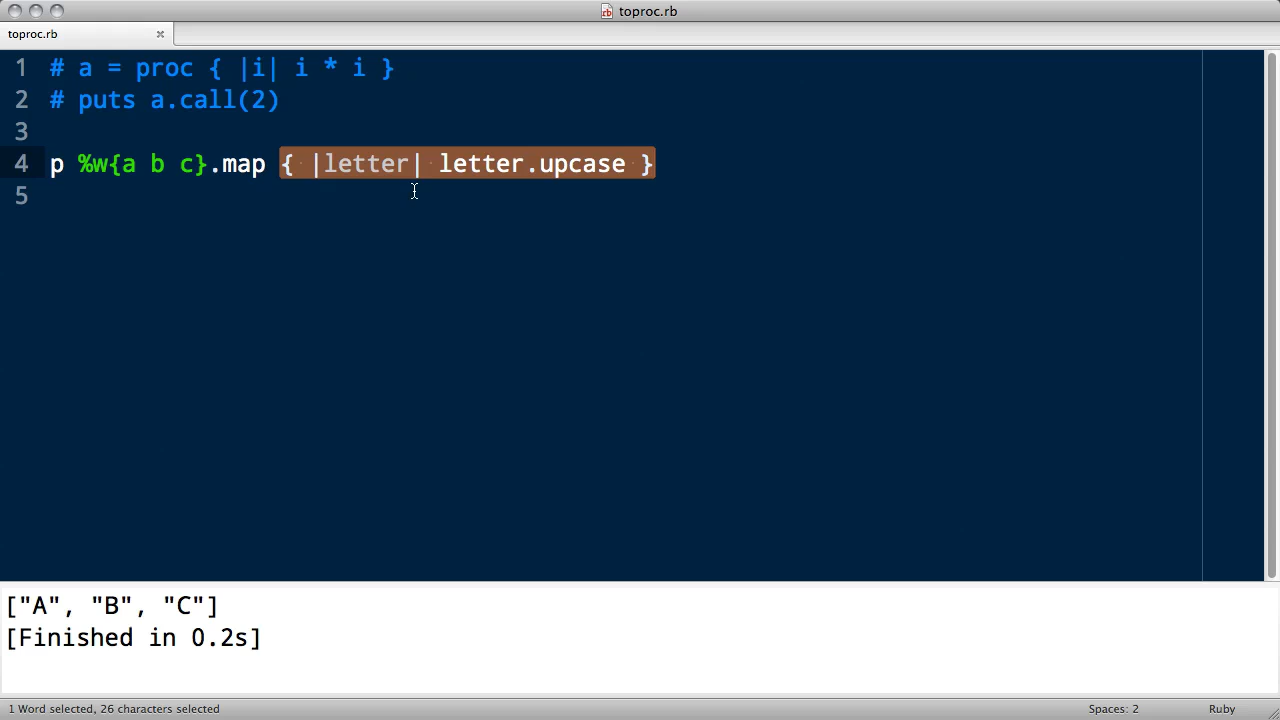 toproc.rb
toproc.rb
1 # a = proc { |i| i * i }
2 # puts a.call(2)
3
4 p %w{a b c}.map { |letter| letter.upcase }
5
["A", "B", "C"]
[Finished in 0.2s]
1 Word selected, 26 characters selected Spaces: 2 Ruby